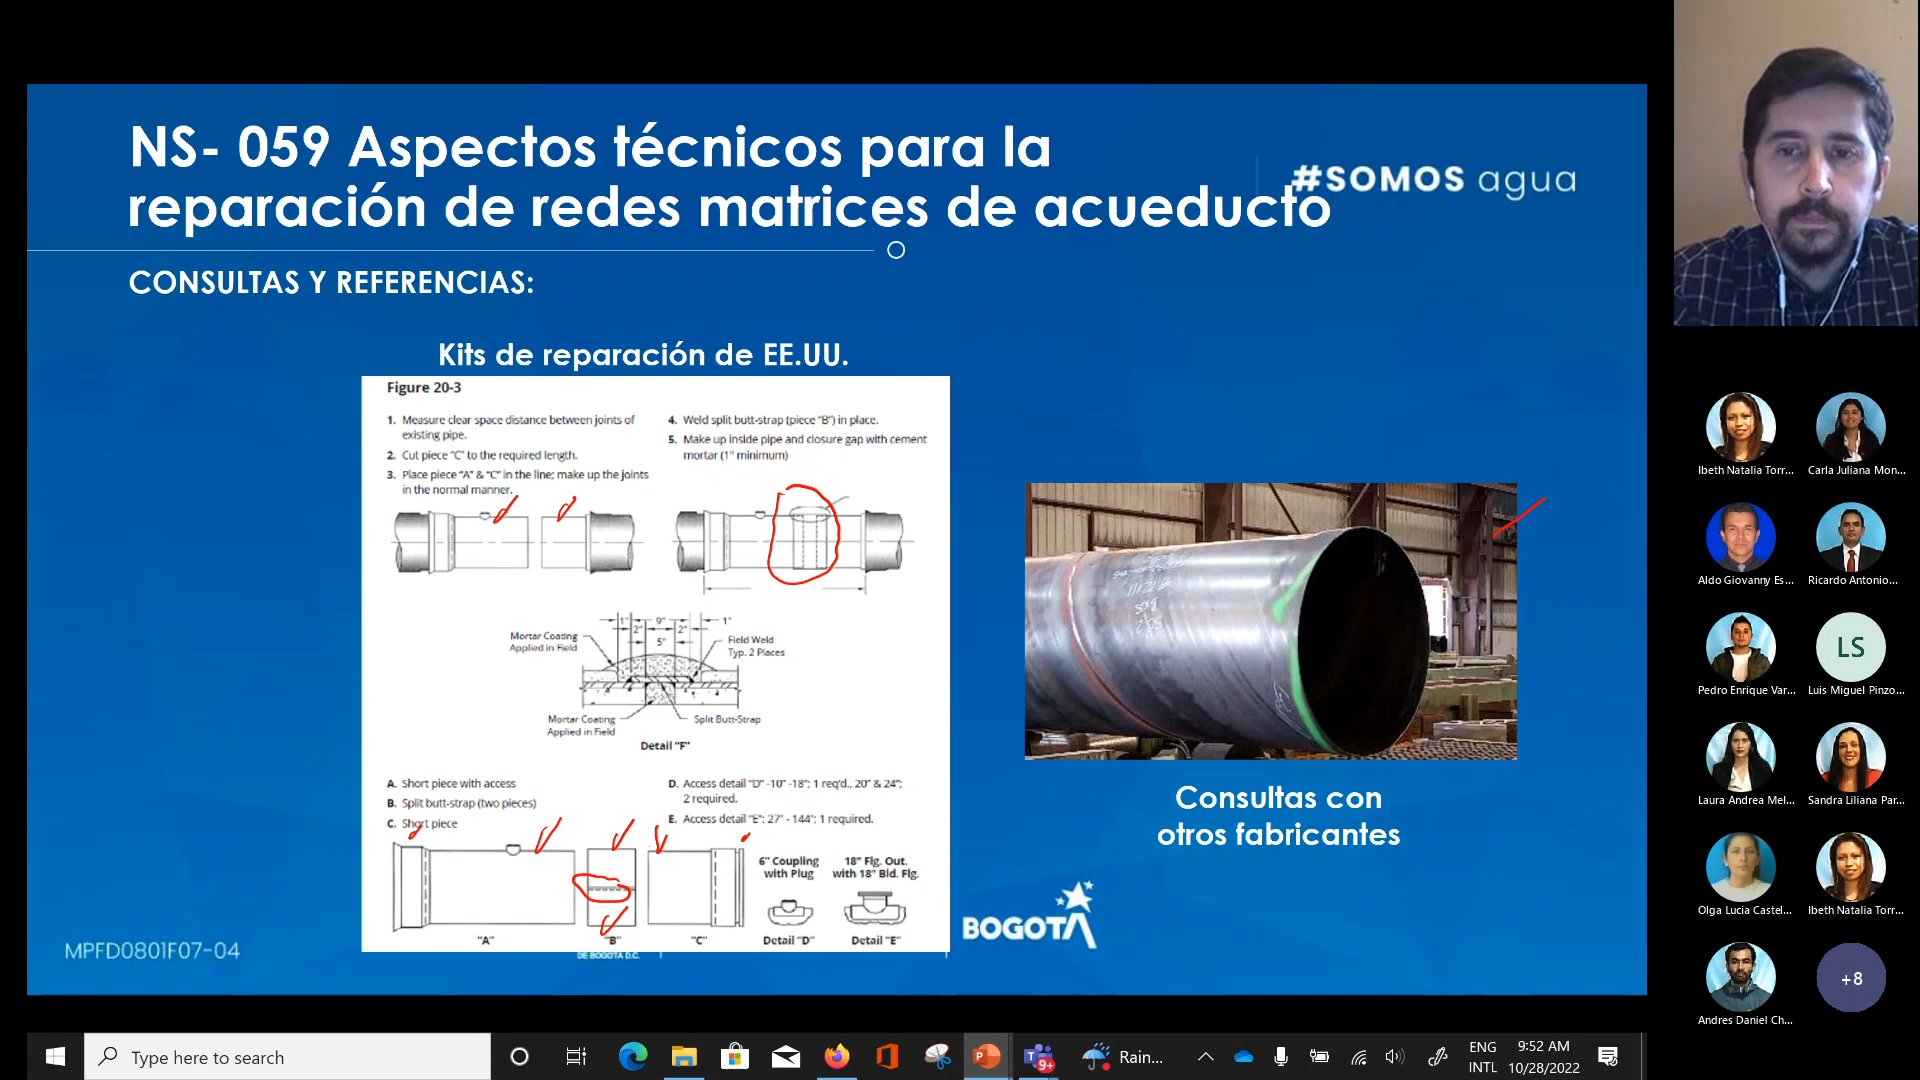 NS- 059 Aspectos técnicos para la
reparación de redes matrices de acueducto
#SOMOS agua
CONSULTAS Y REFERENCIAS:
Kits de reparación de EE.UU.
Figure 20-3
1. Measure clear space distance between joints of
existing pipe.
2. Cut piece "C" to the required length.
3. Place piece "A" & "C" in the line; make up the joints
in the normal manner.
4. Weld split butt-strap (piece "B") in place.
5. Make up inside pipe and closure gap with cement
mortar (1" minimum)
1" 9" 1"
2" 2"
5"
Mortar Coating
Applied in Field
Field Weld
Typ. 2 Places
Mortar Coating
Applied in Field
Split Butt-Strap
Detail "F"
A. Short piece with access
B. Split butt-strap (two pieces)
C. Short piece
D. Access detail "D" -10" -18"; 1 req'd., 20" & 24";
2 required.
E. Access detail "E": 27" - 144"; 1 required.
6" Coupling
with Plug
18" Flg. Out.
with 18" Bld. Flg.
"A"
"B"
"C"
Detail "D"
Detail "E"
Consultas con
otros fabricantes
BOGOTA
DE BOGOTA D.C.
MPFD0801F07-04
Ibeth Natalia Torr...
Carla Juliana Mon...
Aldo Giovanny Es...
Ricardo Antonio...
Pedro Enrique Var...
LS
Luis Miguel Pinzo...
Laura Andrea Mel...
Sandra Liliana Par...
Olga Lucia Castel...
Ibeth Natalia Torr...
Andres Daniel Ch...
+8
Type here to search
9+
Rain...
ENG
INTL
9:52 AM
10/28/2022